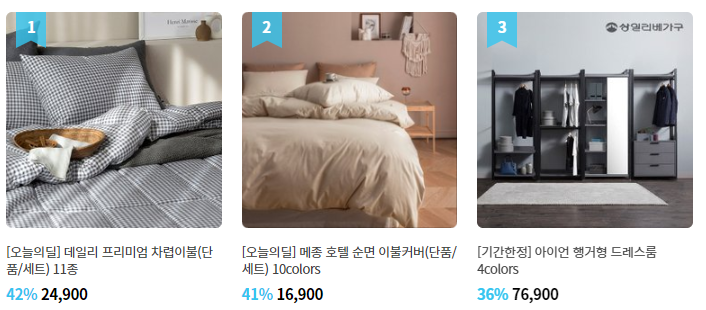 1
2
3
삼일리베가구
[오늘의딜] 데일리 프리미엄 차렵이불(단
품/세트) 11종
42% 24,900
[오늘의딜] 메종 호텔 순면 이불커버(단품/
세트) 10colors
41% 16,900
[기간한정] 아이언 행거형 드레스룸
4colors
36% 76,900